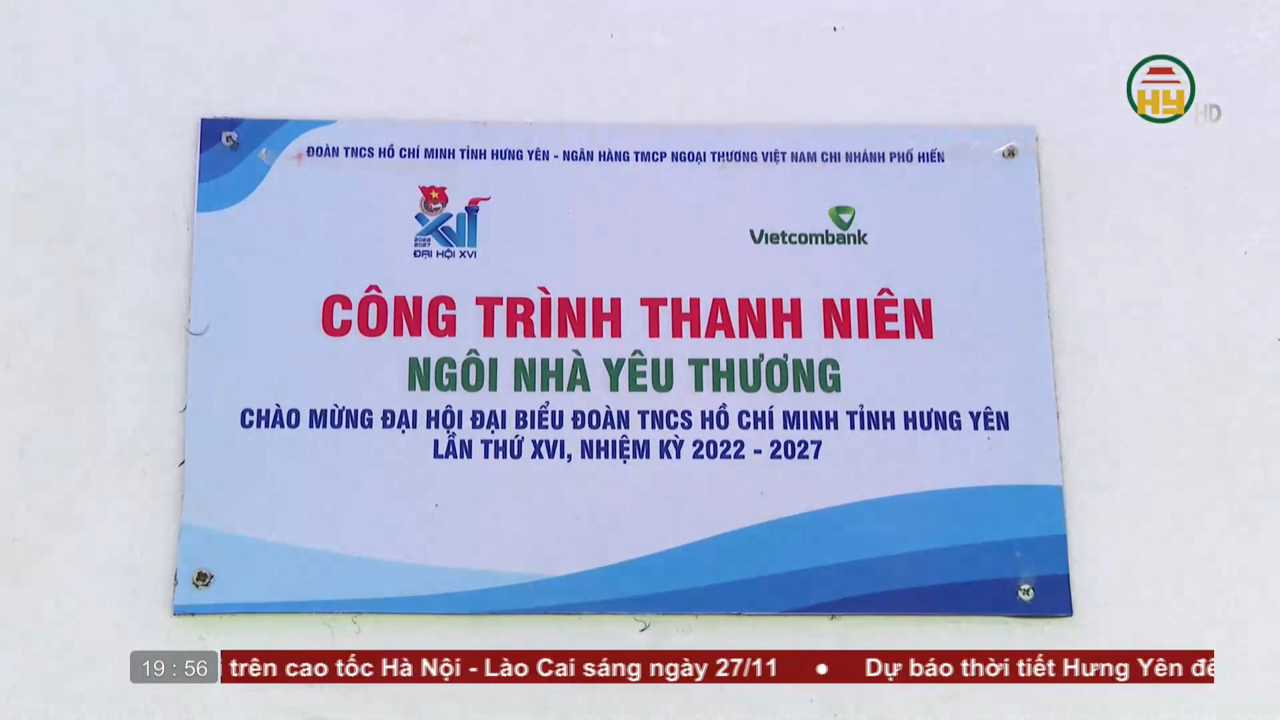 HY HD
ĐOÀN TNCS HỒ CHÍ MINH TỈNH HƯNG YÊN - NGÂN HÀNG TMCP NGOẠI THƯƠNG VIỆT NAM CHI NHÁNH PHỐ HIẾN
XVI
2022
2027
ĐẠI HỘI XVI
Vietcombank
CÔNG TRÌNH THANH NIÊN
NGÔI NHÀ YÊU THƯƠNG
CHÀO MỪNG ĐẠI HỘI ĐẠI BIỂU ĐOÀN TNCS HỒ CHÍ MINH TỈNH HƯNG YÊN
LẦN THỨ XVI, NHIỆM KỲ 2022 - 2027
19 : 56 trên cao tốc Hà Nội - Lào Cai sáng ngày 27/11 ● Dự báo thời tiết Hưng Yên